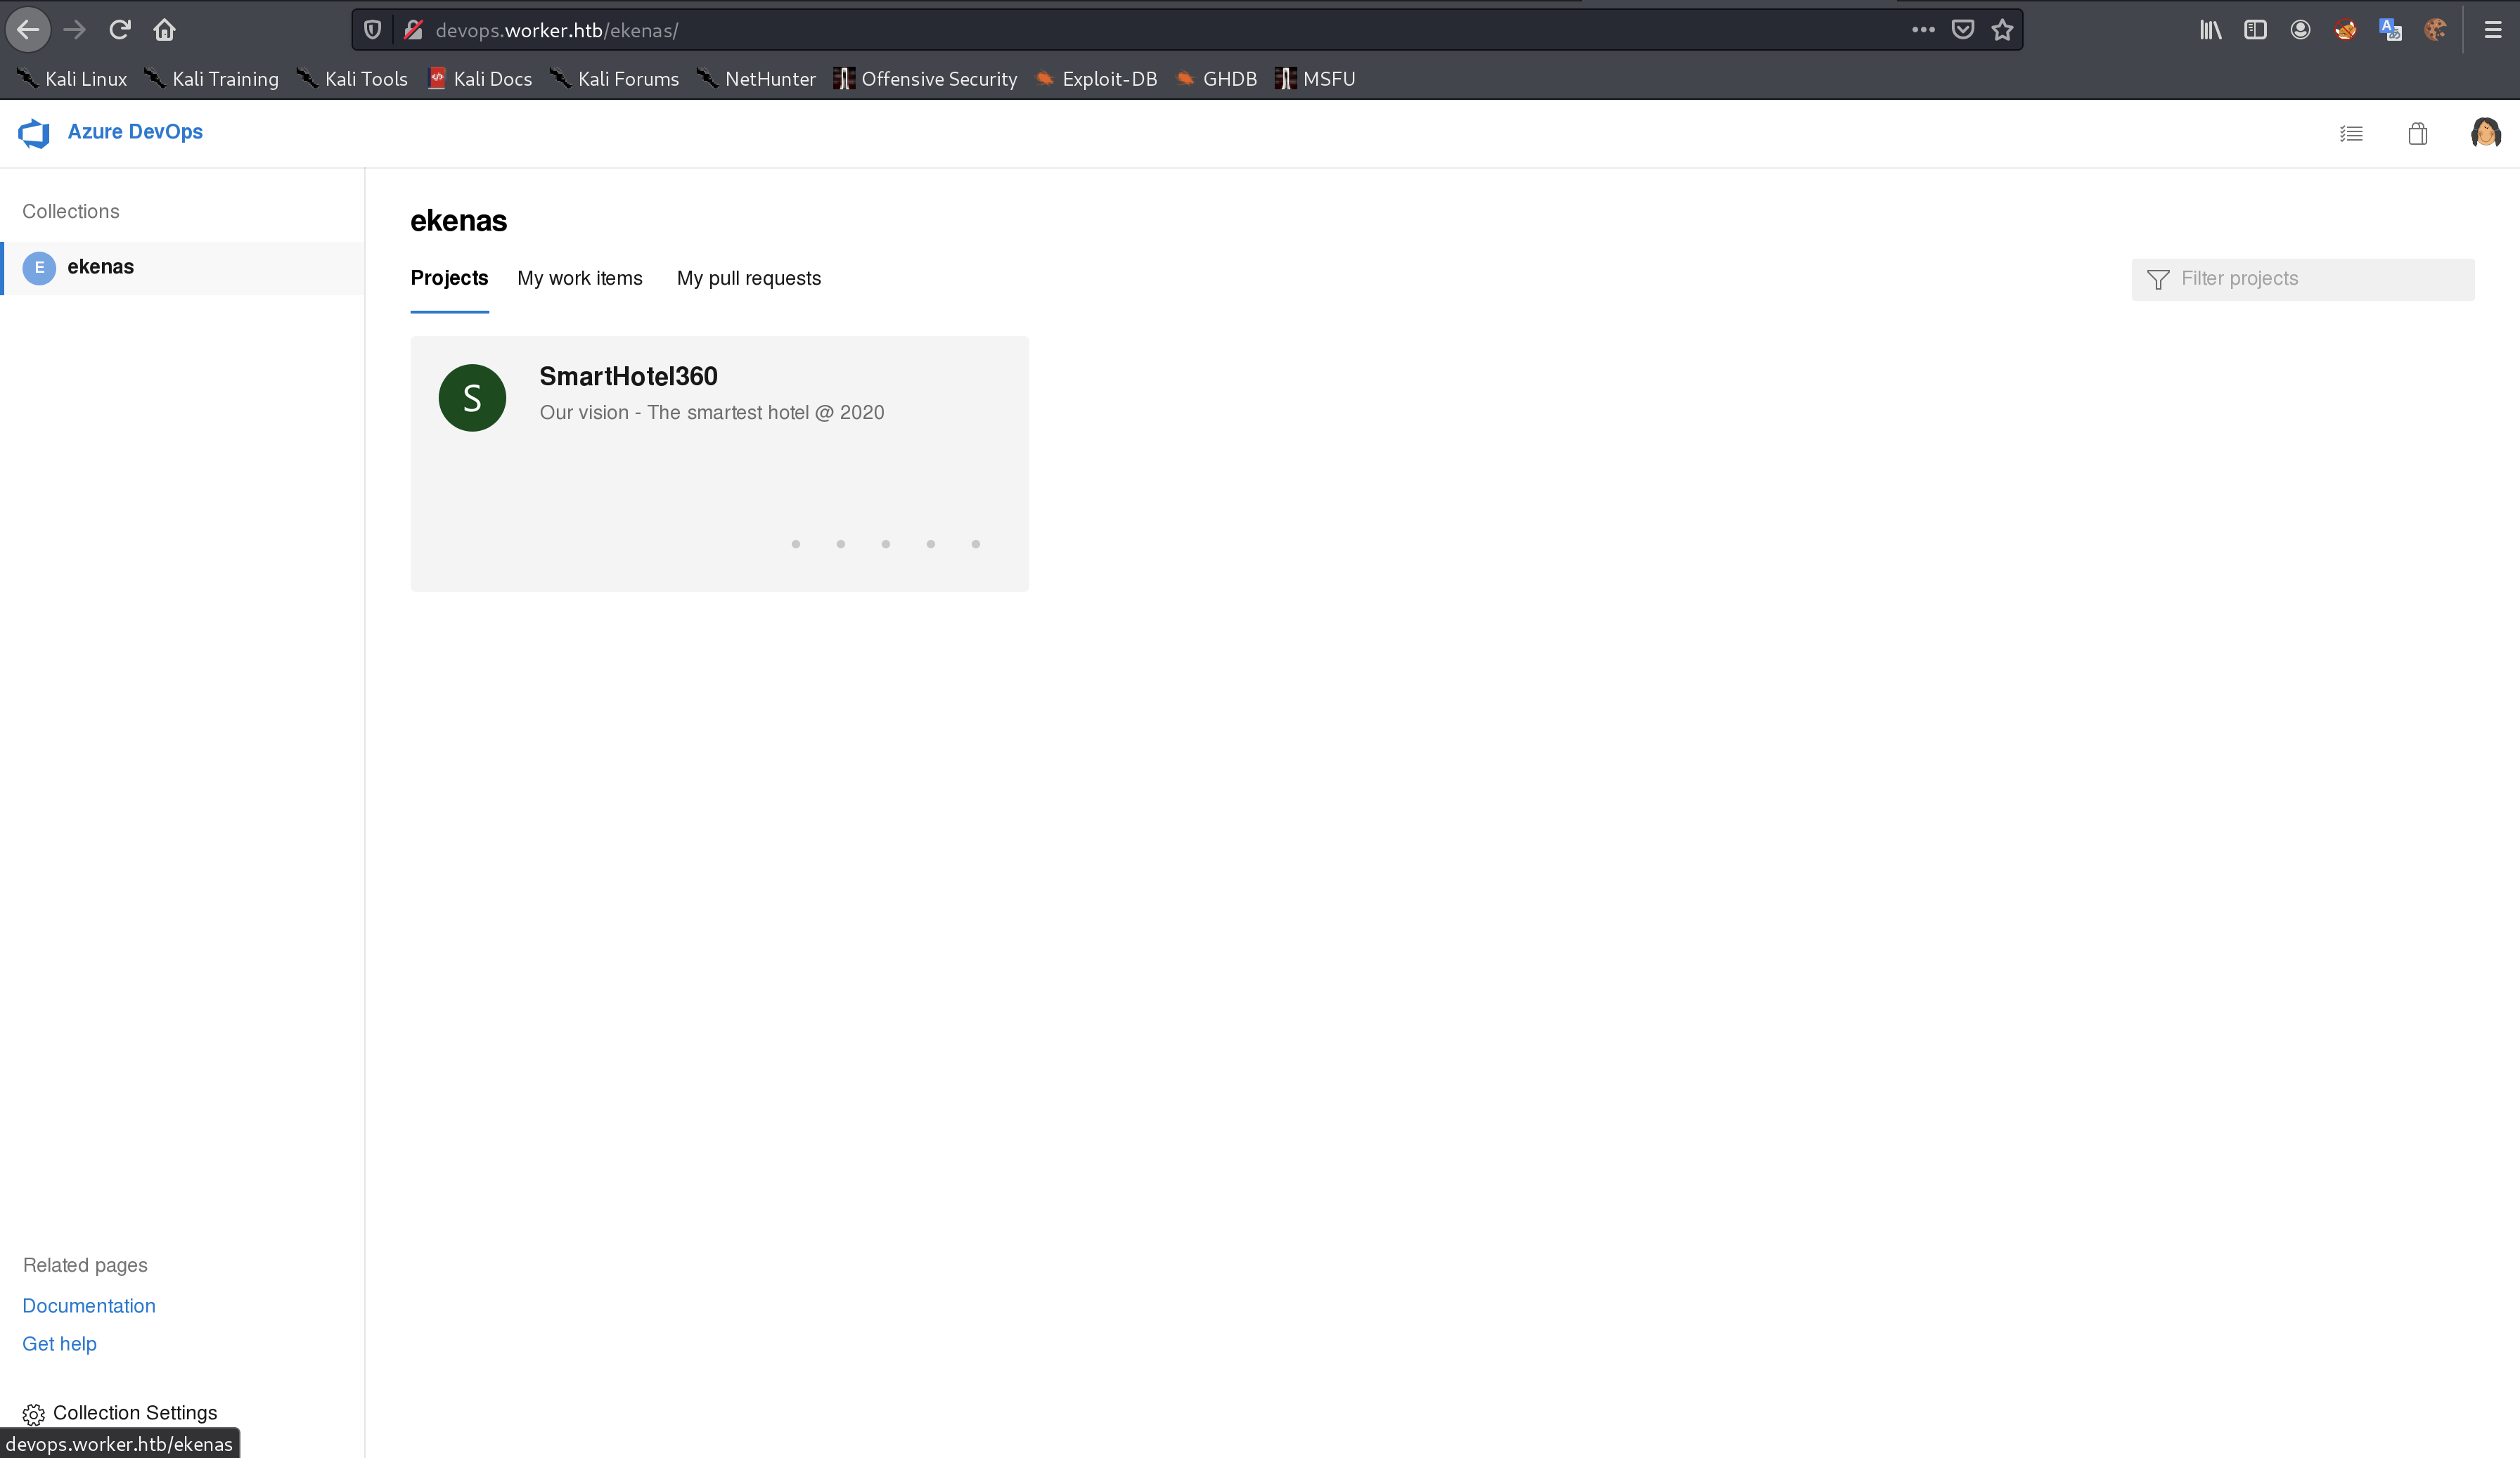 devops.worker.htb/ekenas/
Kali Linux Kali Training Kali Tools Kali Docs Kali Forums NetHunter Offensive Security Exploit-DB GHDB MSFU
Azure DevOps
Collections
E ekenas
ekenas
Projects My work items My pull requests
Filter projects
S
SmartHotel360
Our vision - The smartest hotel @ 2020
Related pages
Documentation
Get help
Collection Settings
devops.worker.htb/ekenas